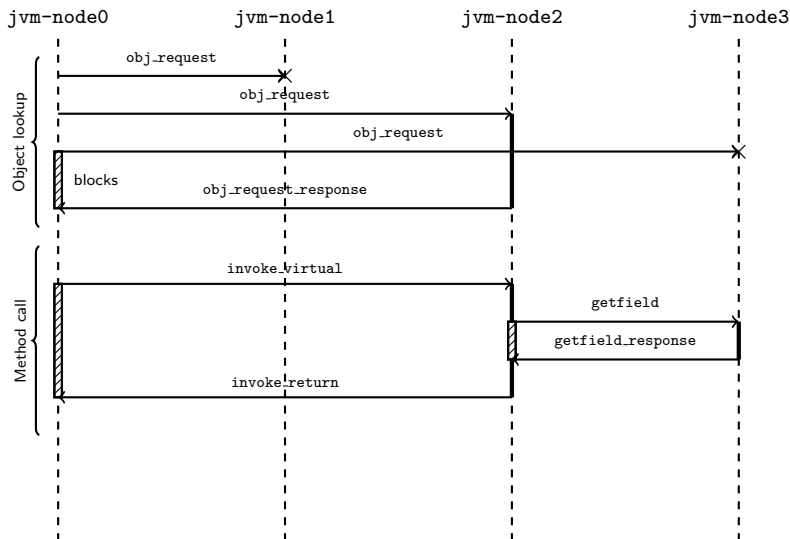 jvm-node0
jvm-node1
jvm-node2
jvm-node3
obj_request
obj_request
obj_request
Object lookup
blocks
obj_request_response
invoke_virtual
getfield
getfield_response
Method call
invoke_return